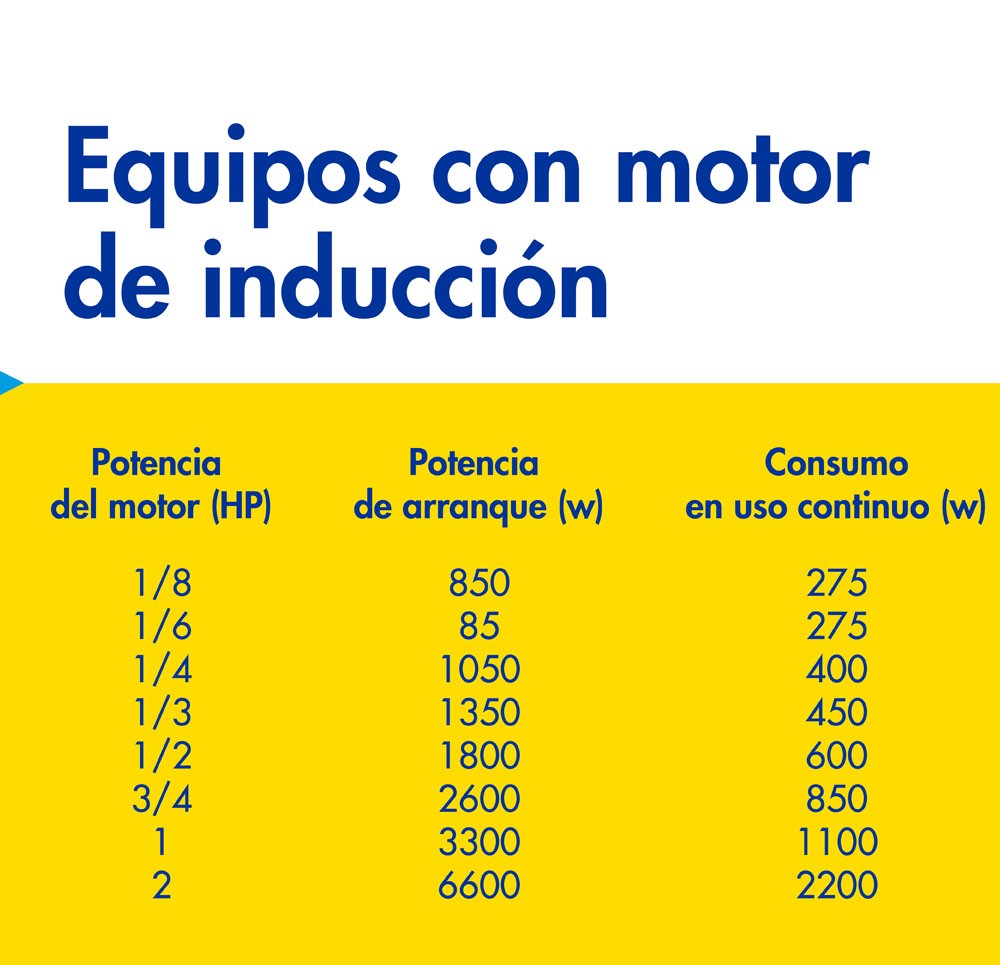 Equipos con motor
de inducción
Potencia Potencia Consumo
del motor (HP) de arranque (w) en uso continuo (w)
1/8 850 275
1/6 85 275
1/4 1050 400
1/3 1350 450
1/2 1800 600
3/4 2600 850
1 3300 1100
2 6600 2200